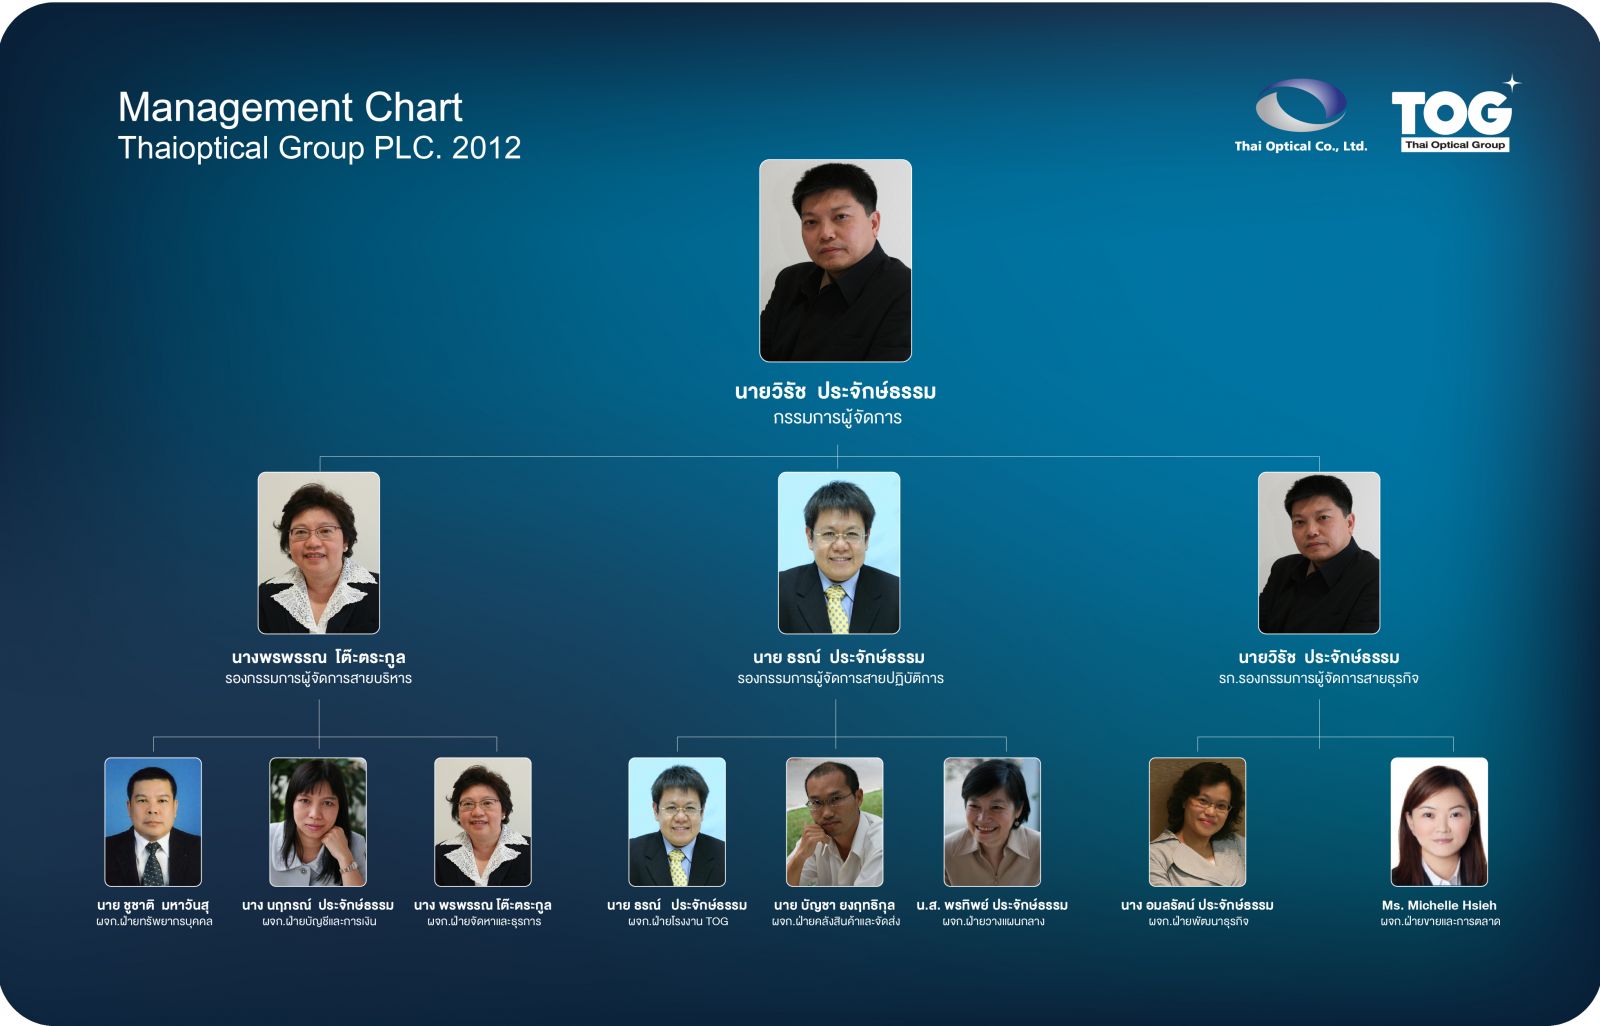 Management Chart
Thaioptical Group PLC. 2012
Thai Optical Co., Ltd.
TOG
Thai Optical Group
นายวิรัช ประจักษ์ธรรม
กรรมการผู้จัดการ
นางพรพรรณ โต๊ะตระกูล
รองกรรมการผู้จัดการสายบริหาร
นาย ธรณ์ ประจักษ์ธรรม
รองกรรมการผู้จัดการสายปฏิบัติการ
นายวิรัช ประจักษ์ธรรม
รก.รองกรรมการผู้จัดการสายธุรกิจ
นาย ชูชาติ มหาวันสุ
ผจก.ฝ่ายทรัพยากรบุคคล
นาง นฤภรณ์ ประจักษ์ธรรม
ผจก.ฝ่ายบัญชีและการเงิน
นาง พรพรรณ โต๊ะตระกูล
ผจก.ฝ่ายจัดหาและธุรการ
นาย ธรณ์ ประจักษ์ธรรม
ผจก.ฝ่ายโรงงาน TOG
นาย บัญชา ยงฤทธิกุล
ผจก.ฝ่ายคลังสินค้าและจัดส่ง
น.ส. พรทิพย์ ประจักษ์ธรรม
ผจก.ฝ่ายวางแผนกลาง
นาง อมลรัตน์ ประจักษ์ธรรม
ผจก.ฝ่ายพัฒนาธุรกิจ
Ms. Michelle Hsieh
ผจก.ฝ่ายขายและการตลาด